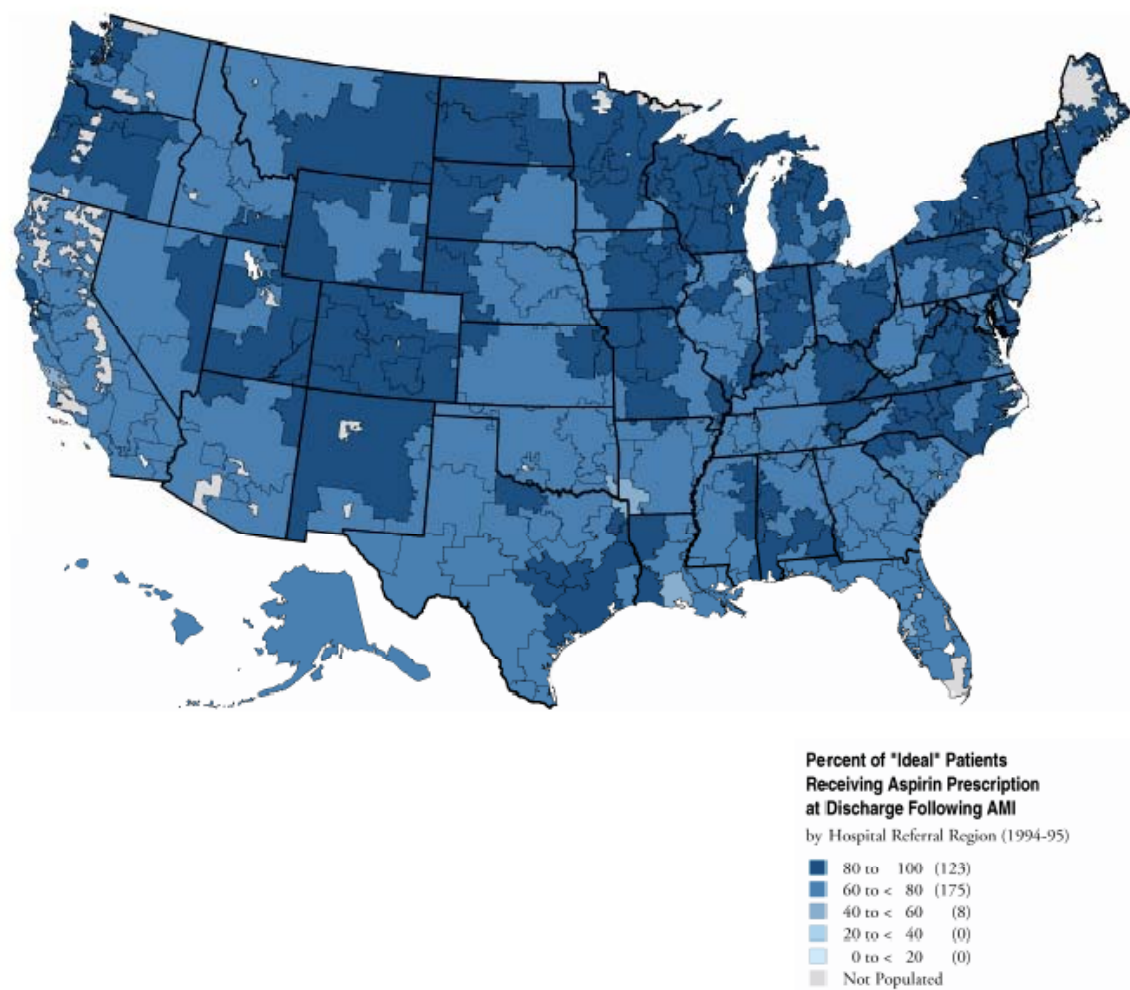 Percent of "Ideal" Patients
Receiving Aspirin Prescription
at Discharge Following AMI
by Hospital Referral Region (1994-95)
80 to 100 (123)
60 to < 80 (175)
40 to < 60 (8)
20 to < 40 (0)
0 to < 20 (0)
Not Populated